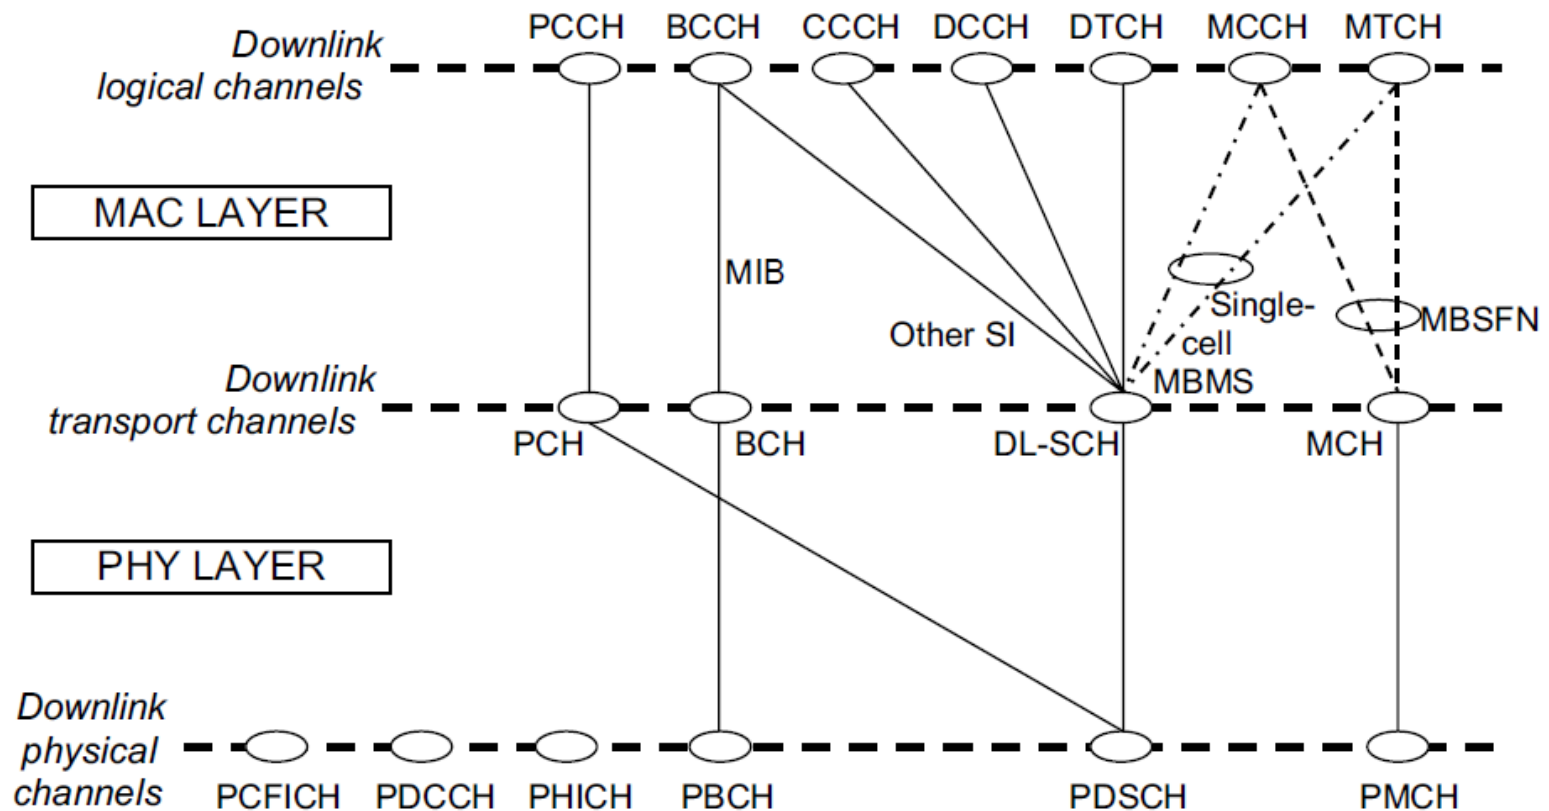 PCCH BCCH CCCH DCCH DTCH MCCH MTCH
Downlink
logical channels
MAC LAYER
MIB
Other SI
Single-
cell
MBMS
MBSFN
Downlink
transport channels
PCH BCH DL-SCH MCH
PHY LAYER
Downlink
physical
channels
PCFICH PDCCH PHICH PBCH PDSCH PMCH